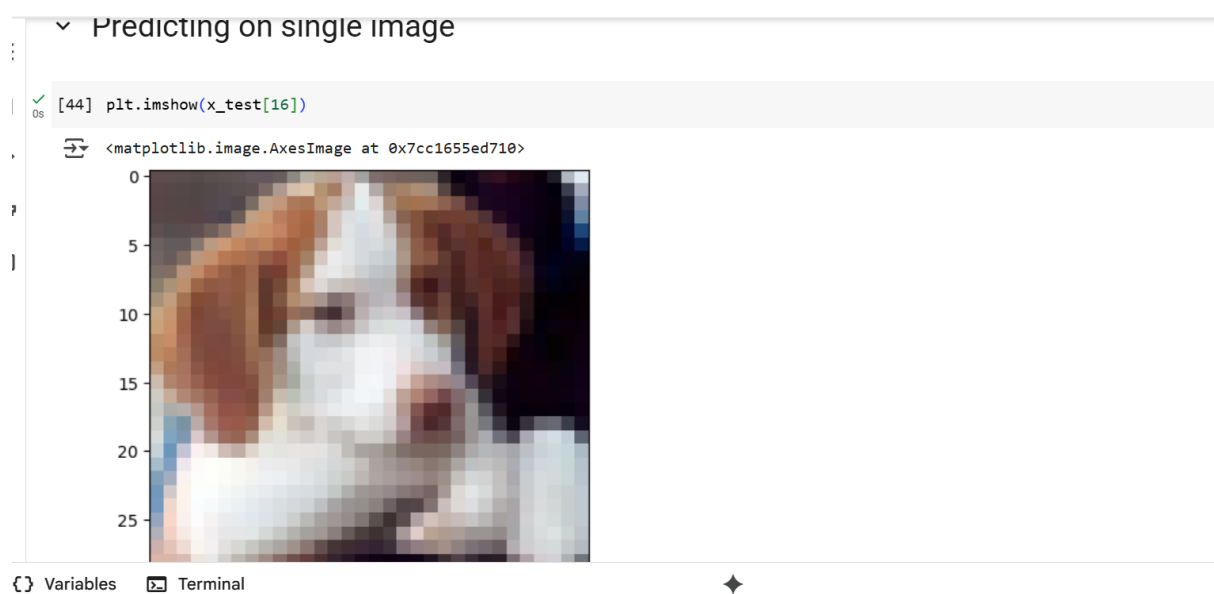 Predicting on single image
[44] plt.imshow(x_test[16])
0s
<matplotlib.image.AxesImage at 0x7cc1655ed710>
0
5
10
15
20
25
{} Variables Terminal